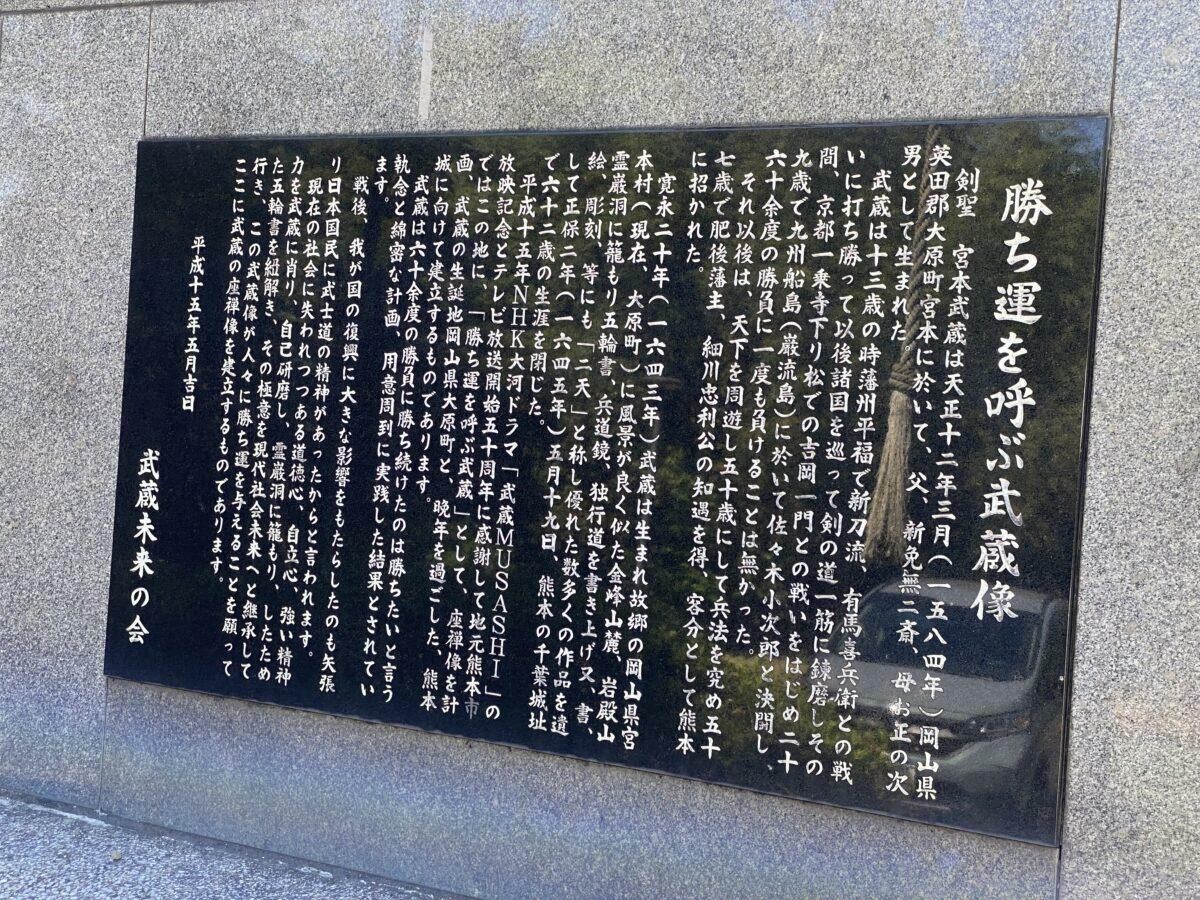 勝ち運を呼ぶ武蔵像
剣聖 宮本武蔵は天正十二年三月(一五八四年)岡山県
英田郡大原町宮本に於いて、父、新免無二斎、母お正の次
男として生まれた。
武蔵は十三歳の時藩州平福で新刀流、有馬喜兵衛との戦
いに打ち勝って以後諸国を巡って剣の道一筋に錬磨しその
間、京都一乗寺下り松での吉岡一門との戦いをはじめ二十
九歳で九州船島(巌流島)に於いて佐々木小次郎と決闘し、
六十余度の勝負に一度も負けることは無かった。
それ以後は、天下を周遊し五十歳にして兵法を究め五十
七歳で肥後藩主、細川忠利公の知遇を得、客分として熊本
に招かれた。
寛永二十年(一六四三年)武蔵は生まれ故郷の岡山県宮
本村(現在、大原町)に風景が良く似た金峰山麓、岩殿山
霊巌洞に籠もり五輪書、兵道鏡、独行道を書き上げ又、書、
絵、彫刻、等にも「二天」と称し優れた数多くの作品を遺
して正保二年(一六四五年)五月十九日、熊本の千葉城址
で六十二歳の生涯を閉じた。
平成十五年NHK大河ドラマ「武蔵MUSASHI」の
放映記念とテレビ放送開始五十周年に感謝して地元熊本市
ではこの地に、「勝ち運を呼ぶ武蔵」として、座禅像を計
画、武蔵の生誕地岡山県大原町と、晩年を過ごした、熊本
城に向けて建立するものであります。
武蔵は六十余度の勝負に勝ち続けたのは勝ちたいと言う
執念と綿密な計画、用意周到に実践した結果とされてい
ます。
戦後 我が国の復興に大きな影響をもたらしたのも矢張
り日本国民に武士道の精神があったからと言われます。
現在の社会に失われつつある道徳心、自立心、強い精神
力を武蔵に肖り、自己研磨し、霊巌洞に籠もり、したため
た五輪書を紐解き、その極意を現代社会未来へと継承して
行き、この武蔵像が人々に勝ち運を与えることを願って
ここに武蔵の座禅像を建立するものであります。
平成十五年五月吉日
武蔵未来の会